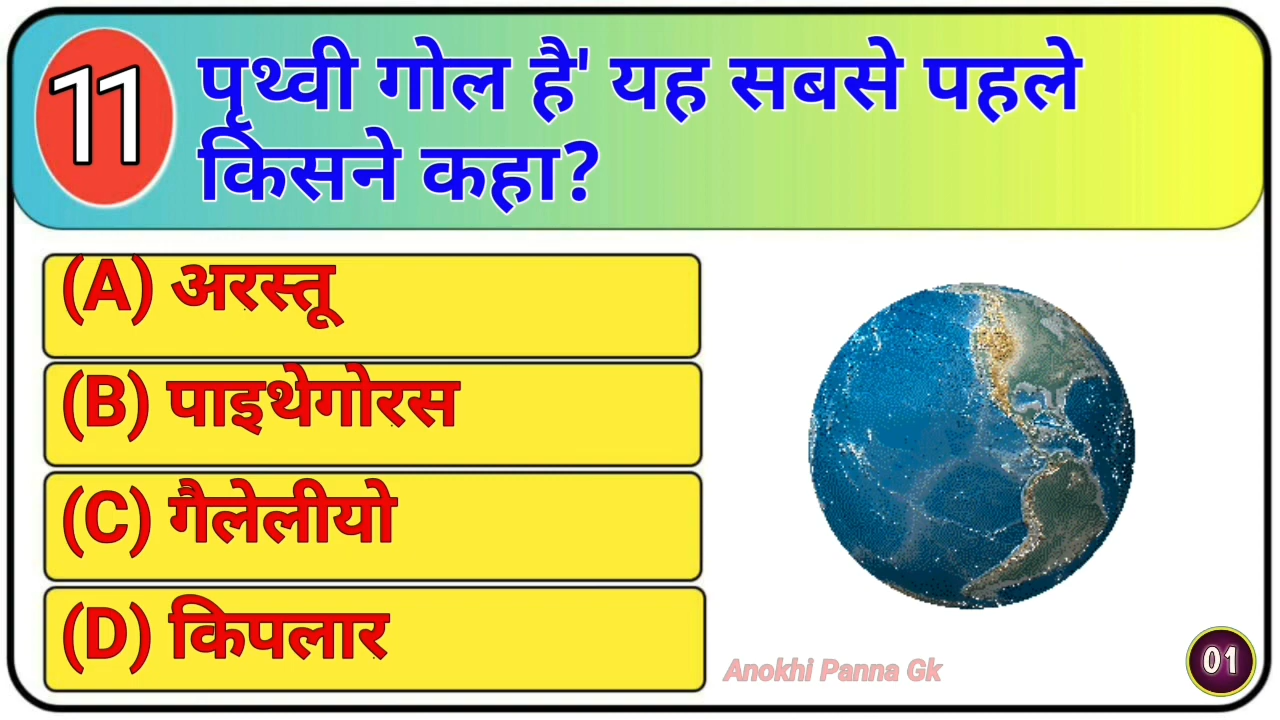 11
पृथ्वी गोल है' यह सबसे पहले
किसने कहा?
(A) अरस्तू
(B) पाइथेगोरस
(C) गैलेलीयो
(D) किपलार
Anokhi Panna Gk
01